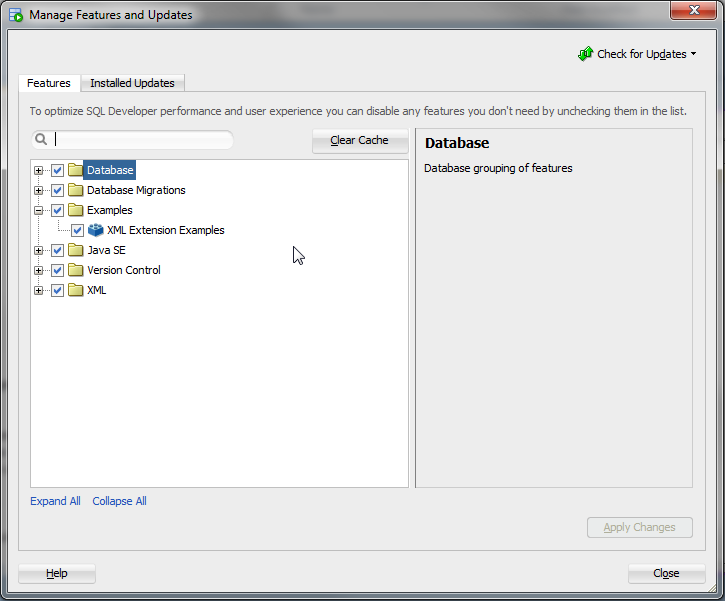 Manage Features and Updates
Check for Updates
Features
Installed Updates
To optimize SQL Developer performance and user experience you can disable any features you don't need by unchecking them in the list.
Clear Cache
Database
Database Migrations
Examples
XML Extension Examples
Java SE
Version Control
XML
Database
Database grouping of features
Expand All
Collapse All
Apply Changes
Help
Close